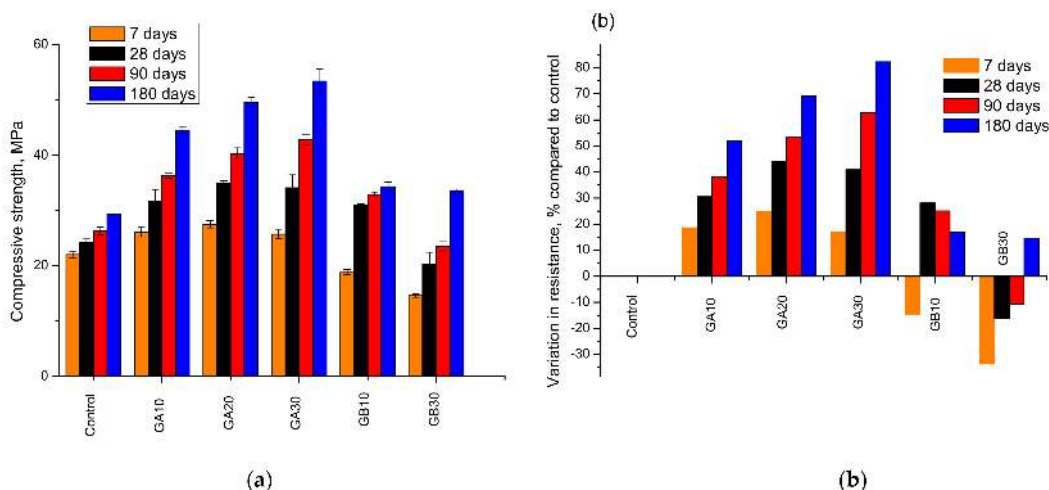 60
40
20
0
Compressive strength, MPa
7 days
28 days
90 days
180 days
Control
GA10
GA20
GA30
GB10
GB30
(a)
(b)
80
70
60
50
40
30
20
10
0
-10
-20
-30
Variation in resistance, % compared to control
7 days
28 days
90 days
180 days
Control
GA10
GA20
GA30
GB10
GB30
(b)